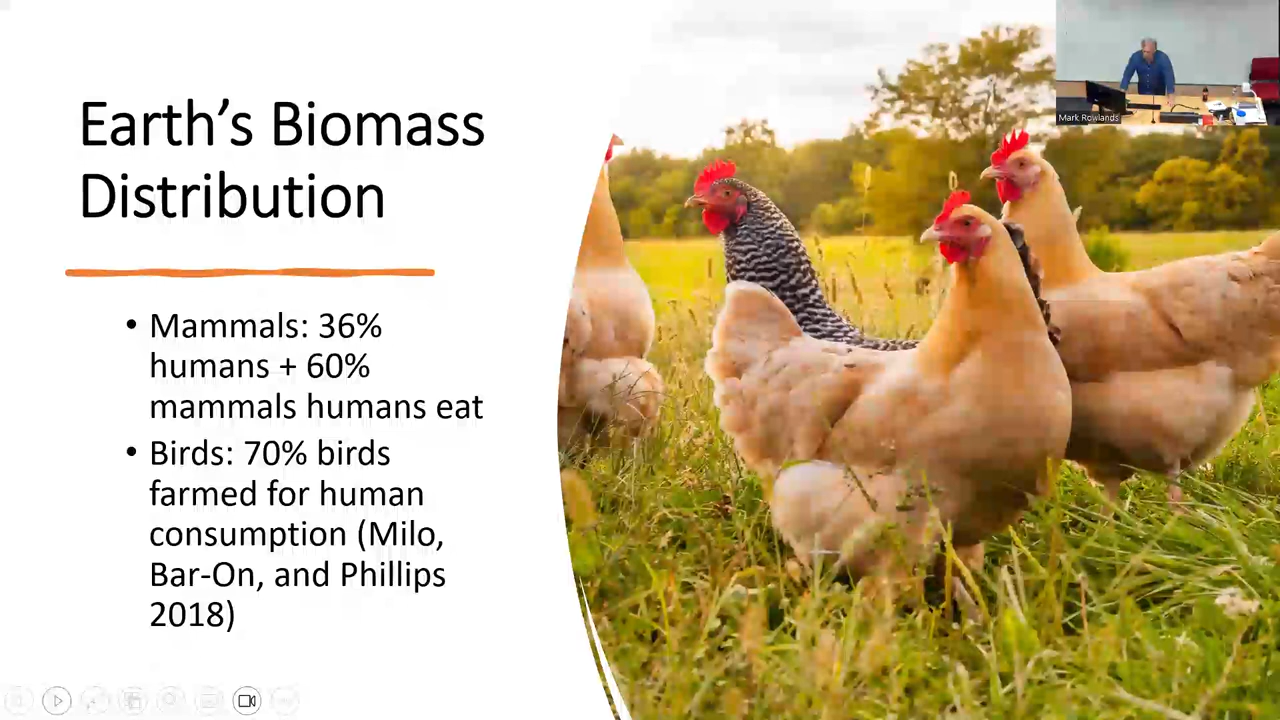 Earth’s Biomass
Distribution
• Mammals: 36%
humans + 60%
mammals humans eat
• Birds: 70% birds
farmed for human
consumption (Milo,
Bar-On, and Phillips
2018)
Mark Rowlands